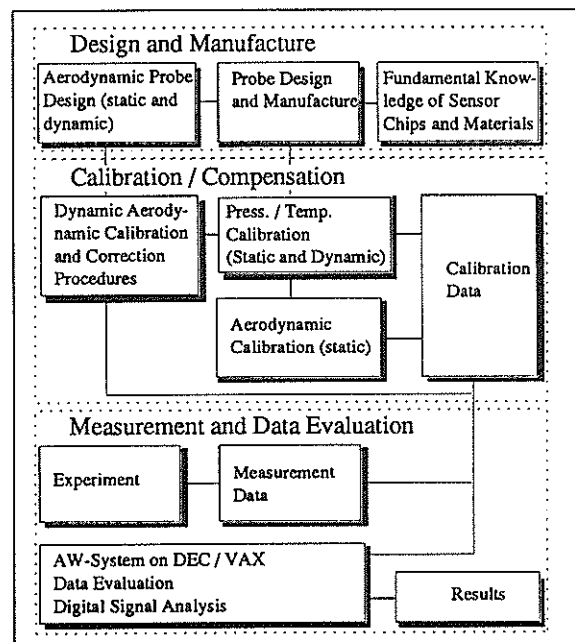 Design and Manufacture
Aerodynamic Probe
Design (static and
dynamic)
Probe Design
and Manufacture
Fundamental Know-
ledge of Sensor
Chips and Materials
Calibration / Compensation
Dynamic Aerody-
namic Calibration
and Correction
Procedures
Press. / Temp.
Calibration
(Static and Dynamic)
Calibration
Data
Aerodynamic
Calibration (static)
Measurement and Data Evaluation
Experiment
Measurement
Data
AW-System on DEC / VAX
Data Evaluation
Digital Signal Analysis
Results